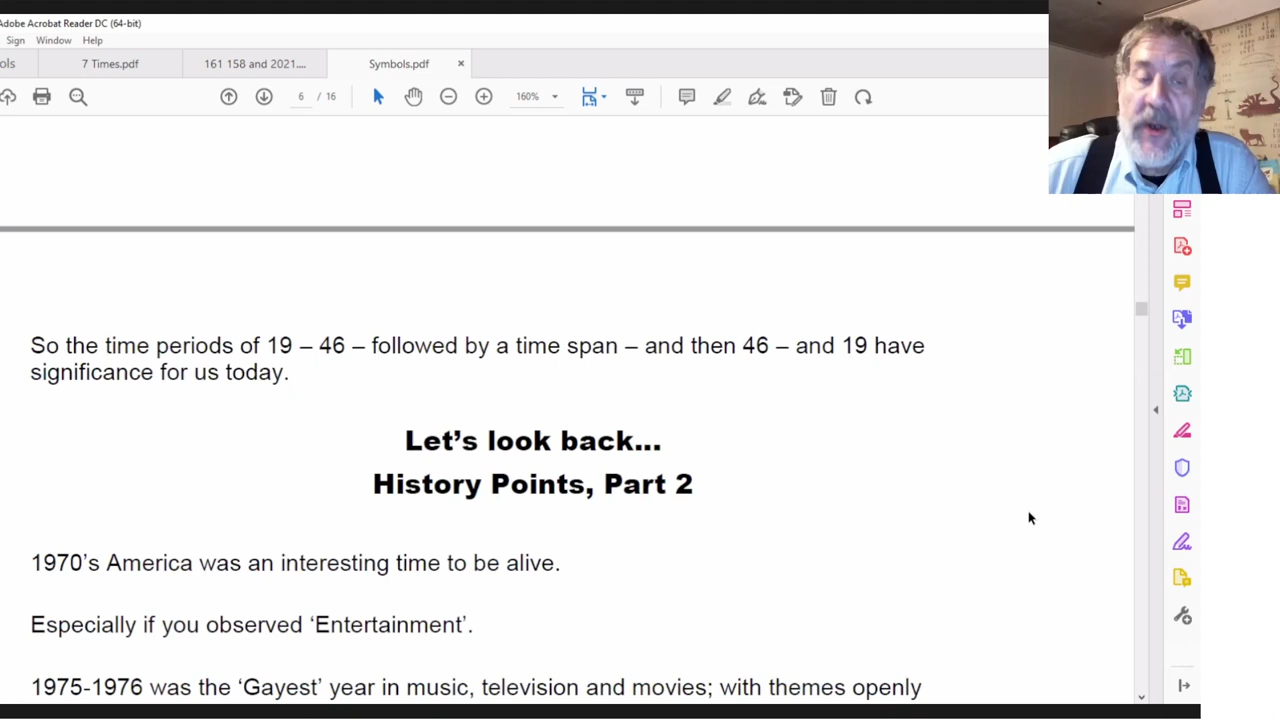 Adobe Acrobat Reader DC (64-bit)
Sign Window Help
ols 7 Times.pdf 161 158 and 2021.... Symbols.pdf ×
6 / 16 160%
So the time periods of 19 – 46 – followed by a time span – and then 46 – and 19 have
significance for us today.
Let's look back...
History Points, Part 2
1970's America was an interesting time to be alive.
Especially if you observed 'Entertainment'.
1975-1976 was the 'Gayest' year in music, television and movies; with themes openly